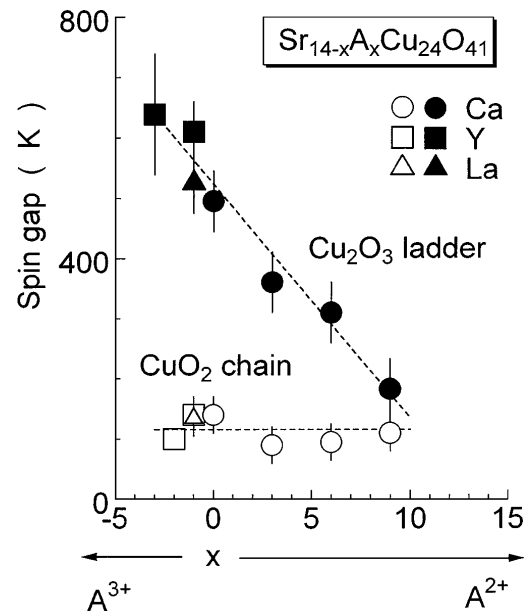 800
Sr14-xAxCu24O41
Ca
Y
La
Spin gap ( K )
Cu2O3 ladder
400
CuO2 chain
0
-5 0 5 10 15
x
A3+ A2+